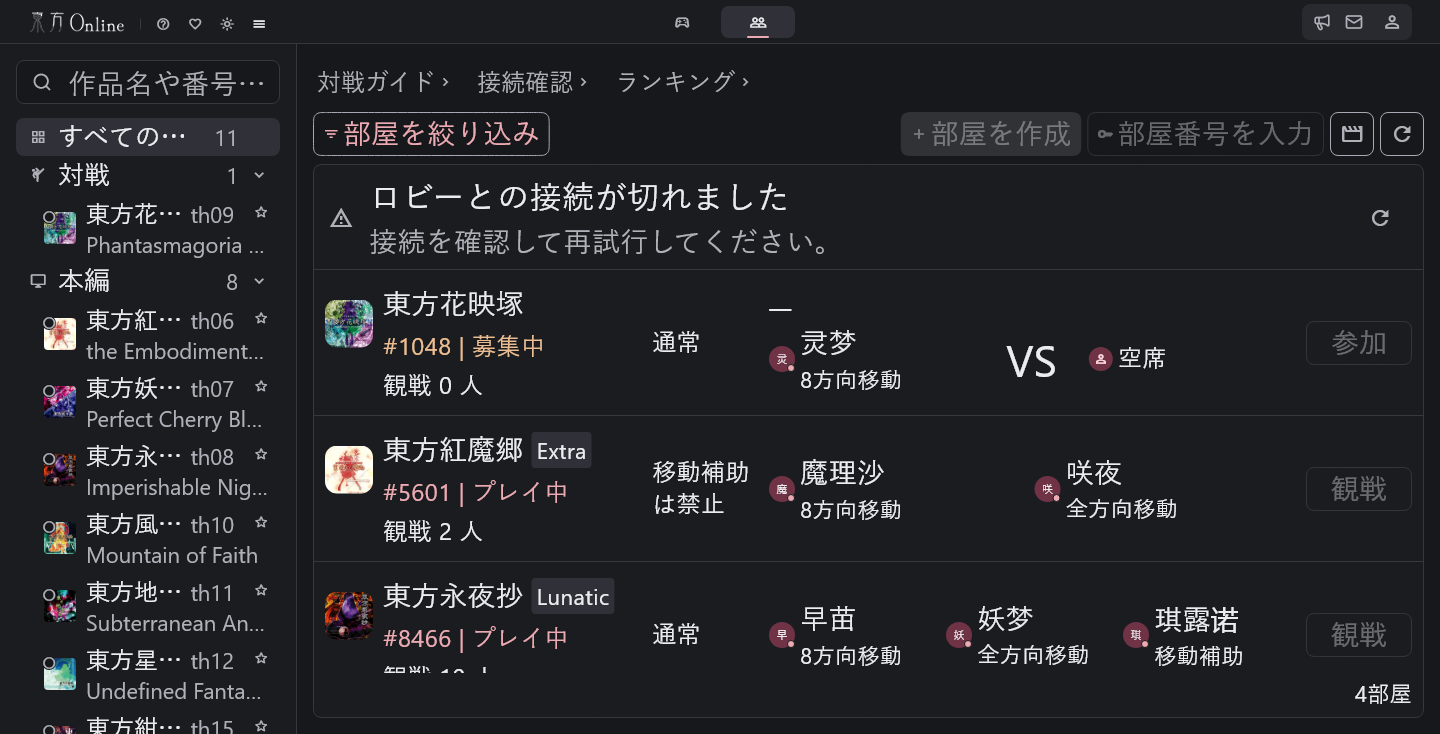 東方 Online
作品名や番号…
すべての… 11
対戦 1
東方花… th09
Phantasmagoria ...
本編 8
東方紅… th06
the Embodiment...
東方妖… th07
Perfect Cherry Bl...
東方永… th08
Imperishable Nig...
東方風… th10
Mountain of Faith
東方地… th11
Subterranean An...
東方星… th12
Undefined Fanta...
東方紺… th15
対戦ガイド › 接続確認 › ランキング ›
部屋を絞り込み
+ 部屋を作成
部屋番号を入力
ロビーとの接続が切れました
接続を確認して再試行してください。
東方花映塚
#1048 | 募集中
観戦 0 人
通常
—
灵 灵梦
8方向移動
VS
空席
参加
東方紅魔郷 Extra
#5601 | プレイ中
観戦 2 人
移動補助
は禁止
魔 魔理沙
8方向移動
咲 咲夜
全方向移動
観戦
東方永夜抄 Lunatic
#8466 | プレイ中
通常
早 早苗
8方向移動
妖 妖梦
全方向移動
琪 琪露诺
移動補助
観戦
4部屋